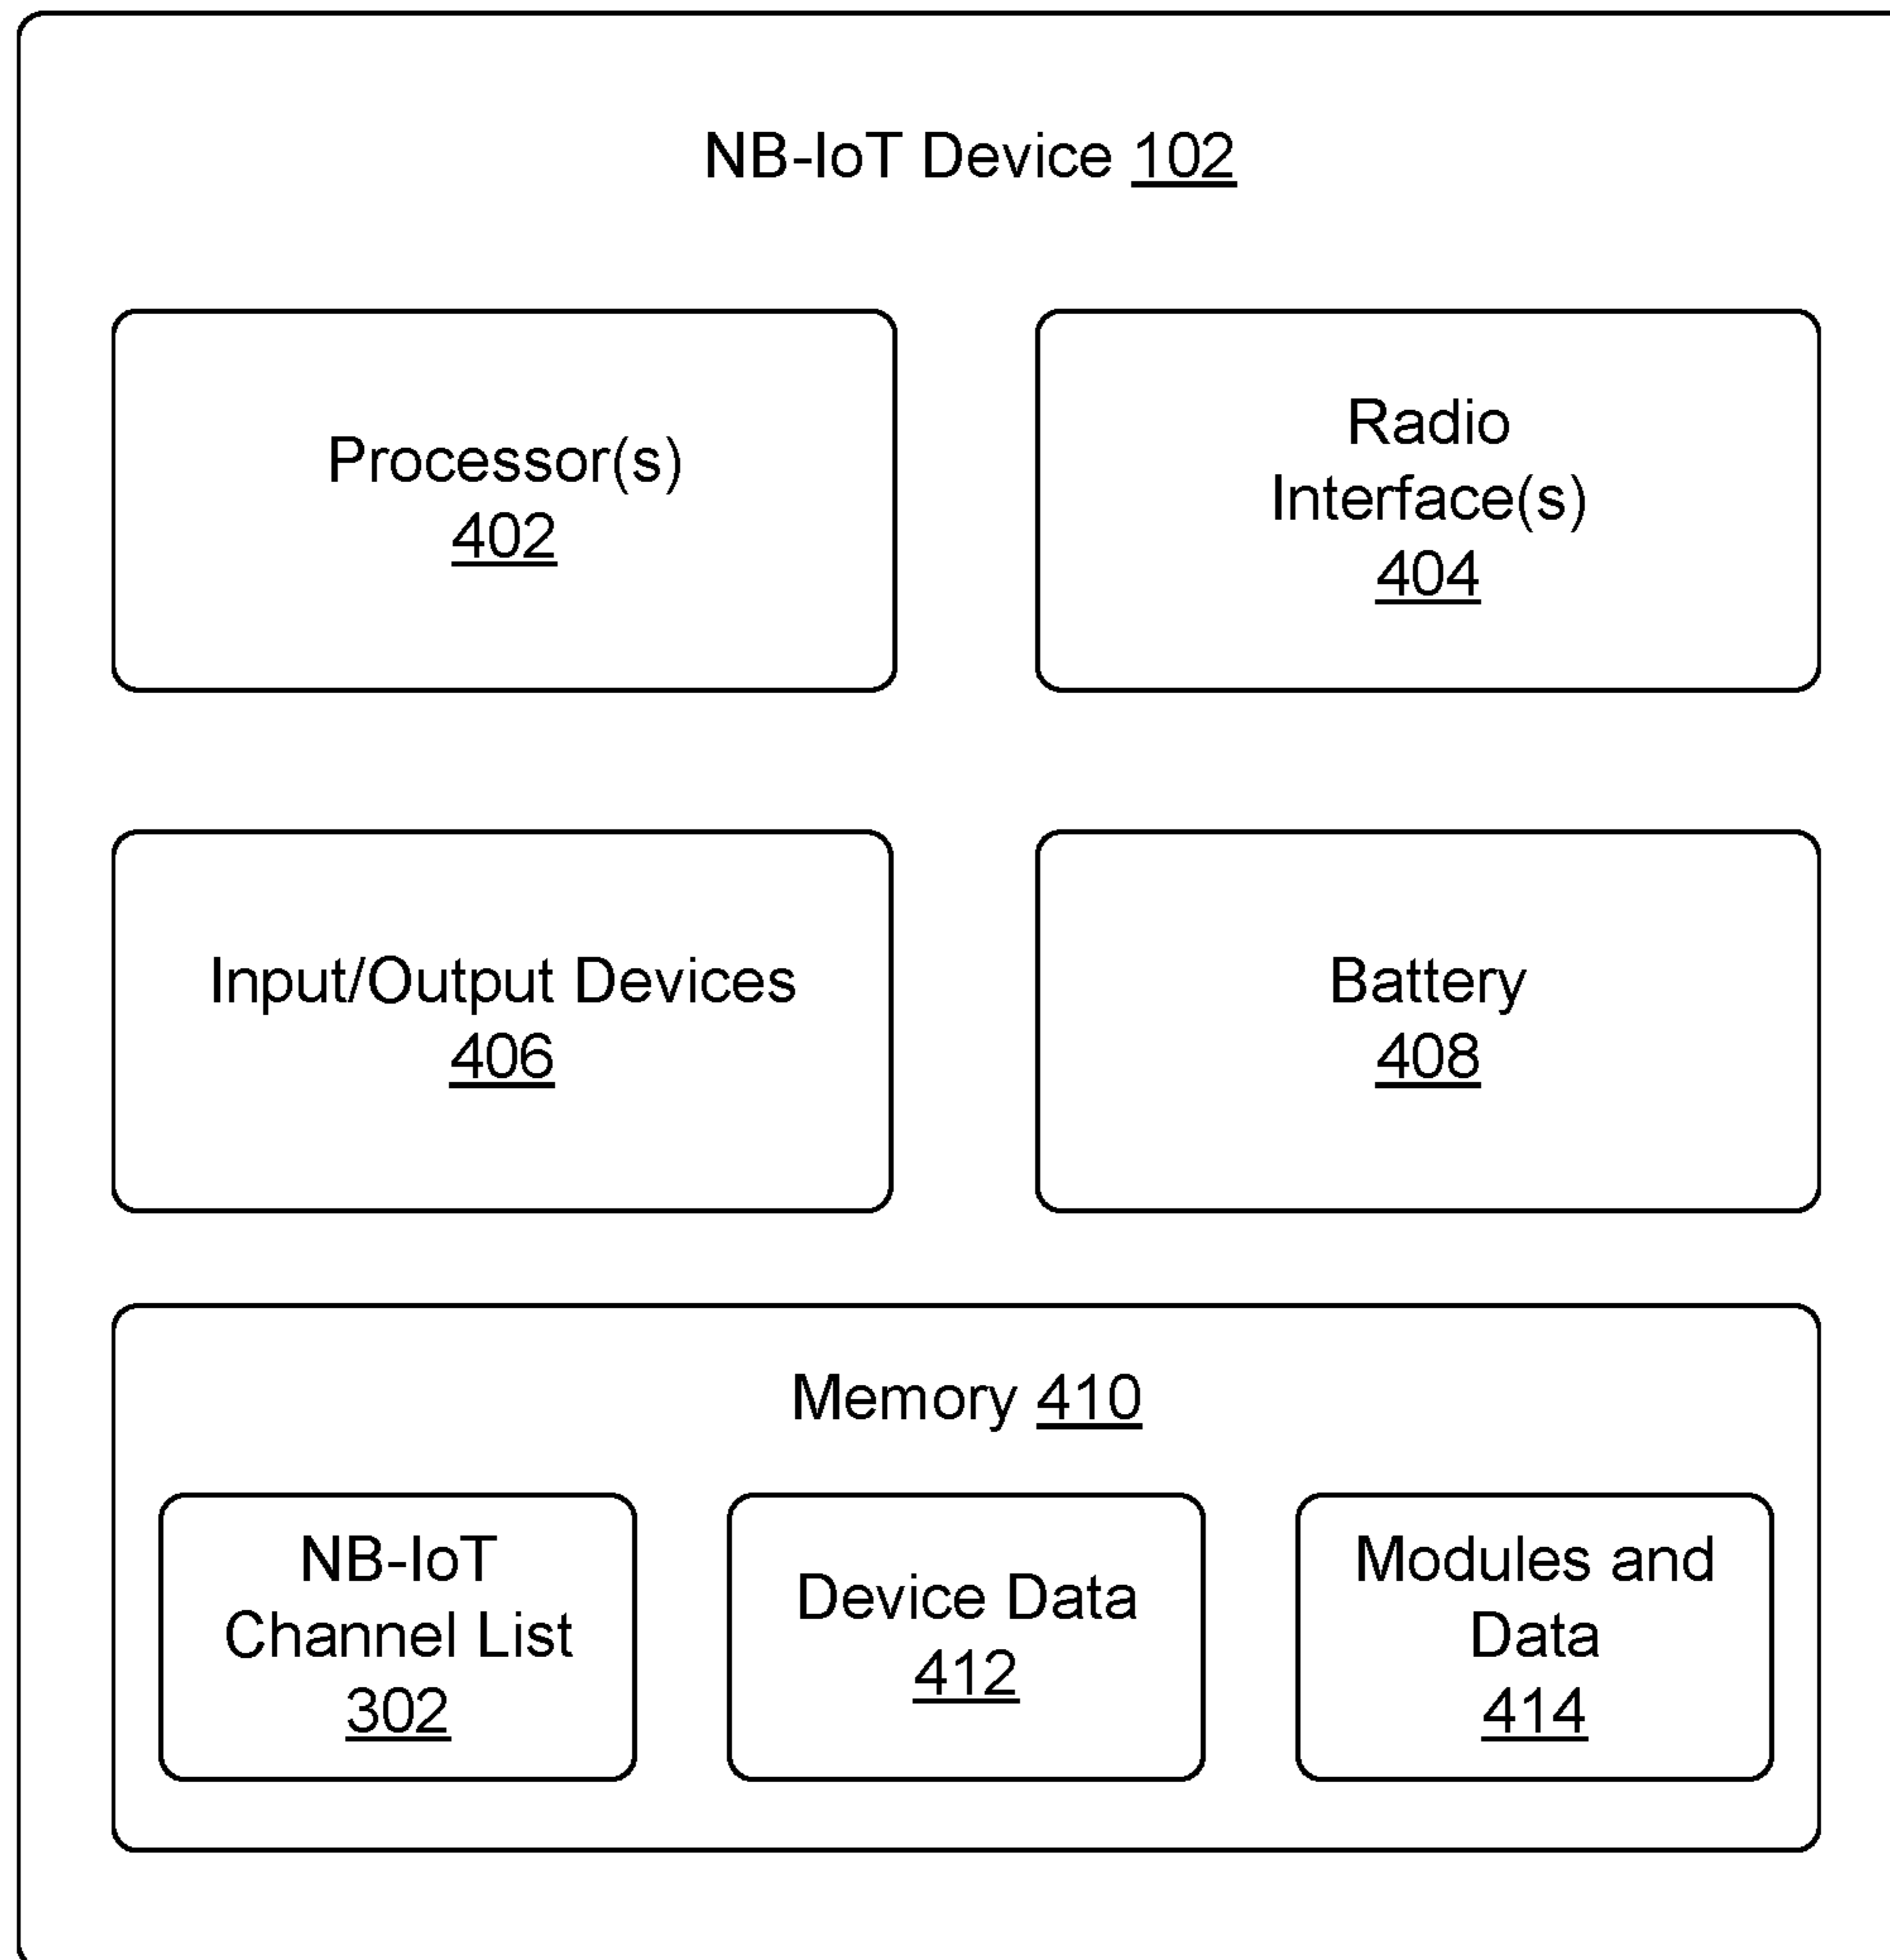 NB-IoT Device 102
Processor(s)
402
Radio
Interface(s)
404
Input/Output Devices
406
Battery
408
Memory 410
NB-IoT
Channel List
302
Device Data
412
Modules and
Data
414